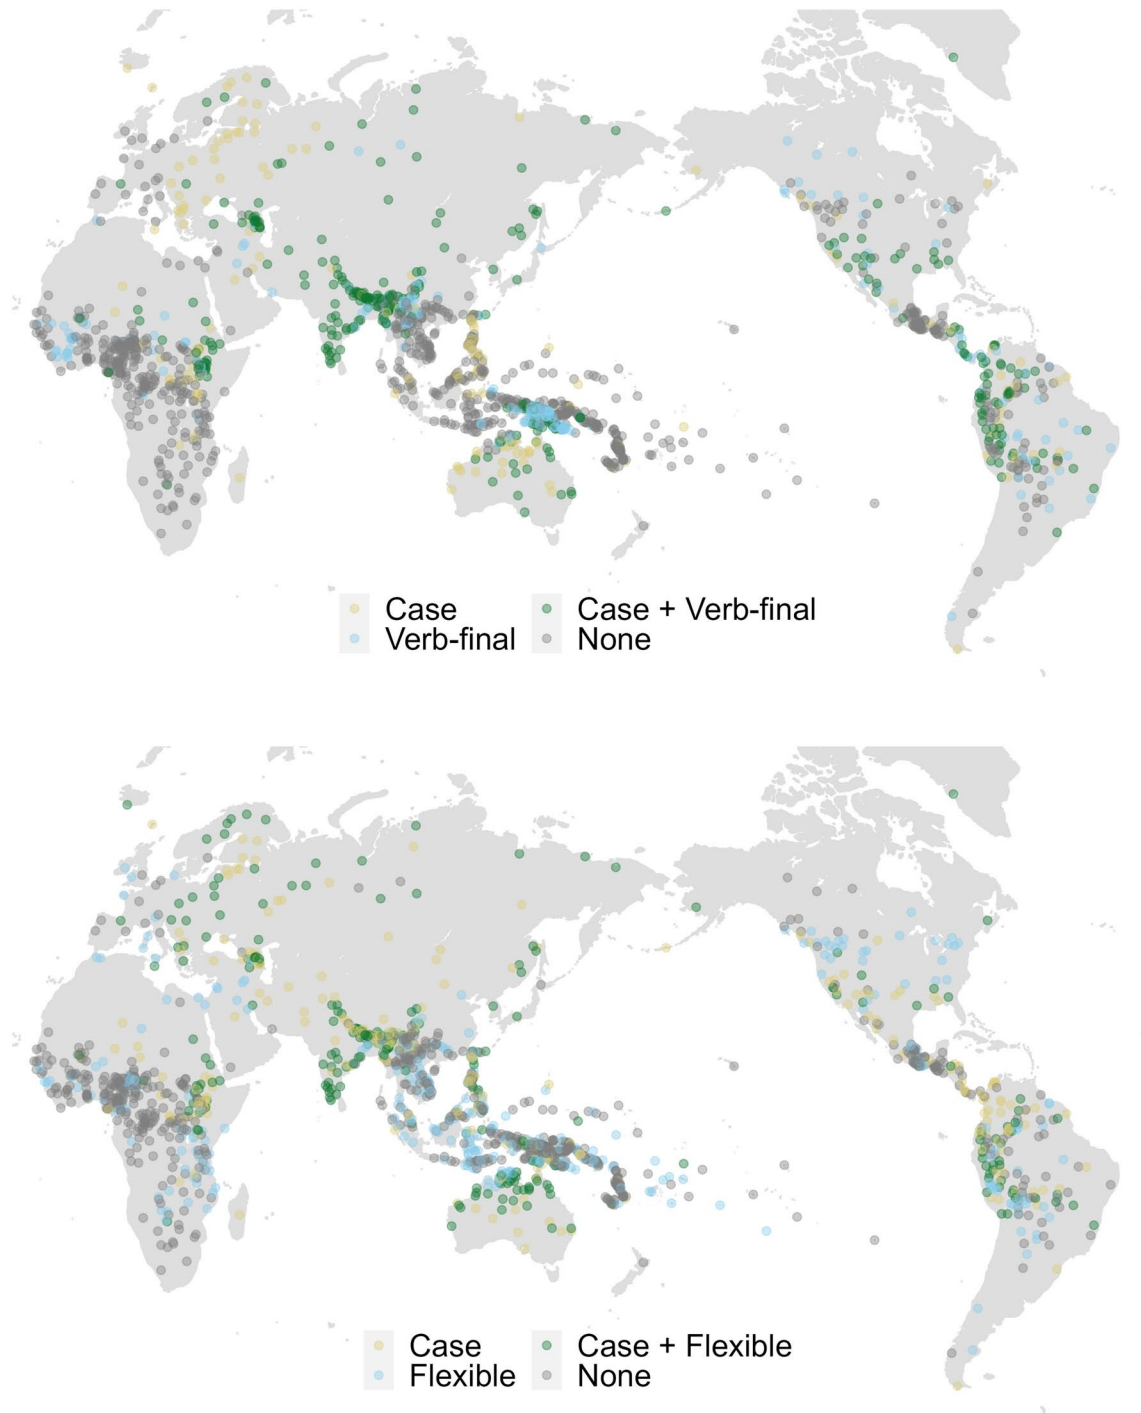 Case
Case + Verb-final
Verb-final
None
Case
Case + Flexible
Flexible
None